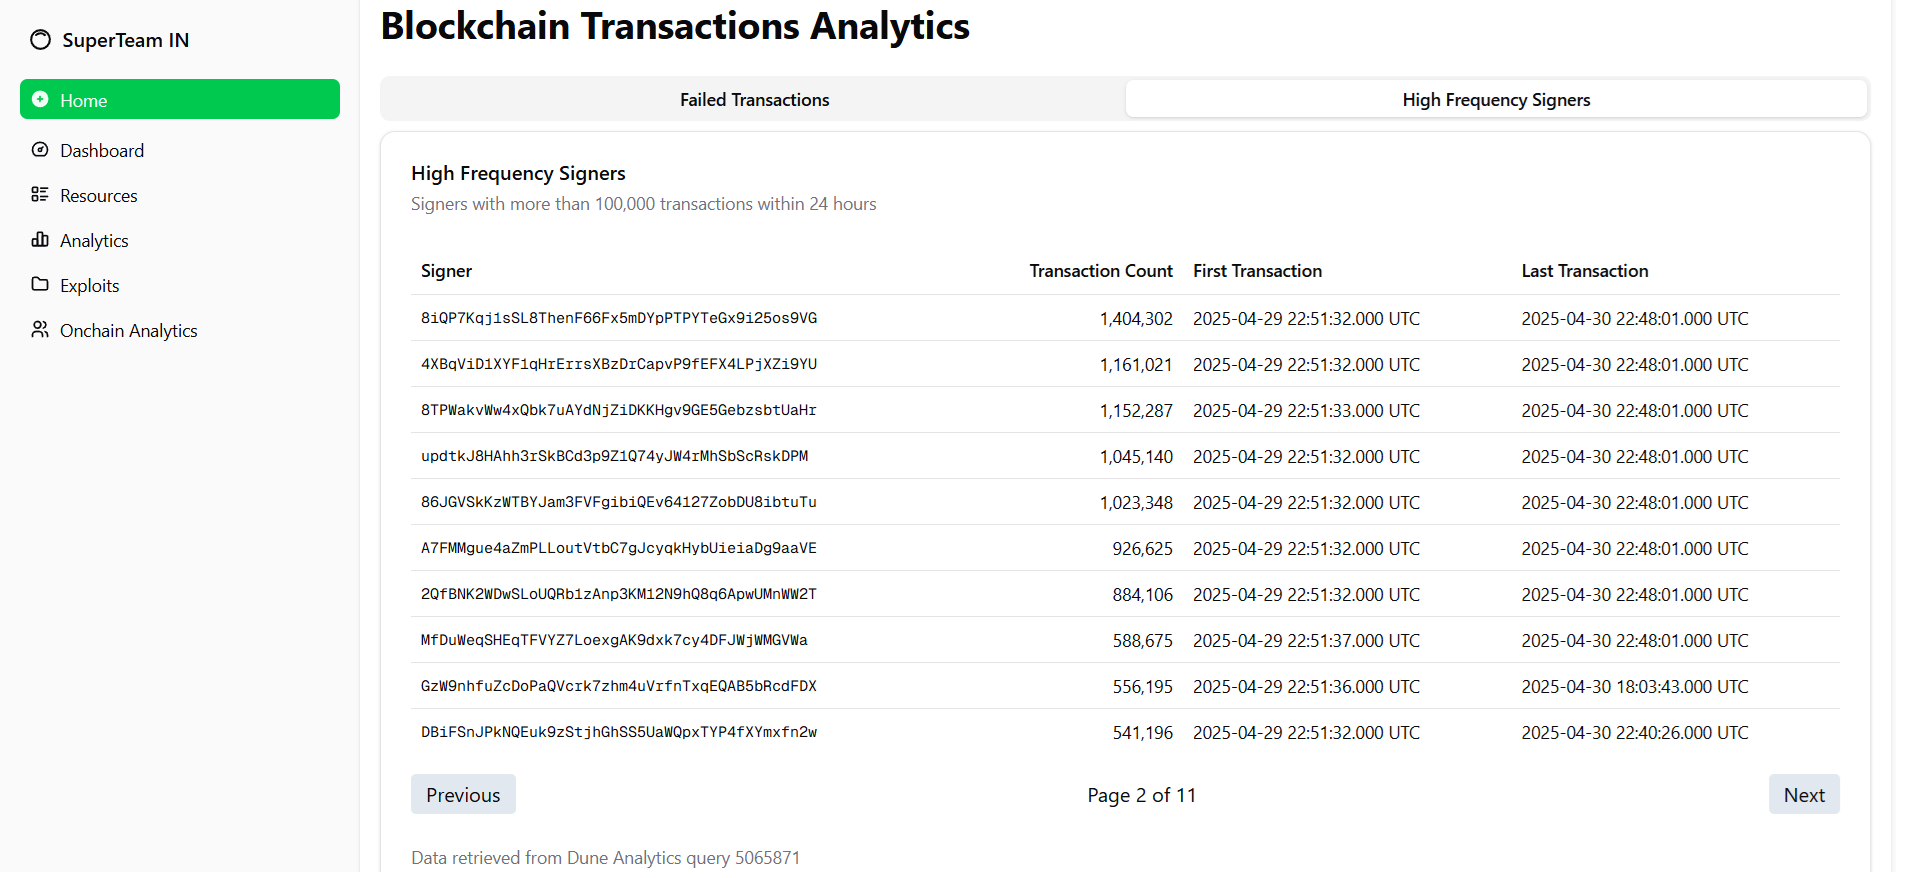 SuperTeam IN
Home
Dashboard
Resources
Analytics
Exploits
Onchain Analytics
Blockchain Transactions Analytics
Failed Transactions High Frequency Signers
High Frequency Signers
Signers with more than 100,000 transactions within 24 hours
Signer Transaction Count First Transaction Last Transaction
8iQP7Kqj1sSL8ThenF66Fx5mDYpPTPYTeGx9i25os9VG 1,404,302 2025-04-29 22:51:32.000 UTC 2025-04-30 22:48:01.000 UTC
4XBqViD1XYF1qHrErrsXBzDrCapvP9fEFX4LPjXZi9YU 1,161,021 2025-04-29 22:51:32.000 UTC 2025-04-30 22:48:01.000 UTC
8TPWakvWw4xQbk7uAYdNjZiDKKHgv9GE5GebzsbtUaHr 1,152,287 2025-04-29 22:51:33.000 UTC 2025-04-30 22:48:01.000 UTC
updtkJ8HAhh3rSkBCd3p9Z1Q74yJW4rMhSbScRskDPM 1,045,140 2025-04-29 22:51:32.000 UTC 2025-04-30 22:48:01.000 UTC
86JGVSkKzWTBYJam3FVFgibiQEv64127ZobDU8ibtuTu 1,023,348 2025-04-29 22:51:32.000 UTC 2025-04-30 22:48:01.000 UTC
A7FMMgue4aZmPLLoutVtbC7gJcyqkHybUieiaDg9aaVE 926,625 2025-04-29 22:51:32.000 UTC 2025-04-30 22:48:01.000 UTC
2QfBNK2WDwSLoUQRb1zAnp3KM12N9hQ8q6ApwUMnWW2T 884,106 2025-04-29 22:51:32.000 UTC 2025-04-30 22:48:01.000 UTC
MfDuWeqSHEqTFVYZ7LoexgAK9dxk7cy4DFJWjWMGVWa 588,675 2025-04-29 22:51:37.000 UTC 2025-04-30 22:48:01.000 UTC
GzW9nhfuZcDoPaQVcrk7zhm4uVrfnTxqEQAB5bRcdFDX 556,195 2025-04-29 22:51:36.000 UTC 2025-04-30 18:03:43.000 UTC
DBiFSnJPkNQEuk9zStjhGhSS5UaWQpxTYP4fXYmxfn2w 541,196 2025-04-29 22:51:32.000 UTC 2025-04-30 22:40:26.000 UTC
Previous Page 2 of 11 Next
Data retrieved from Dune Analytics query 5065871